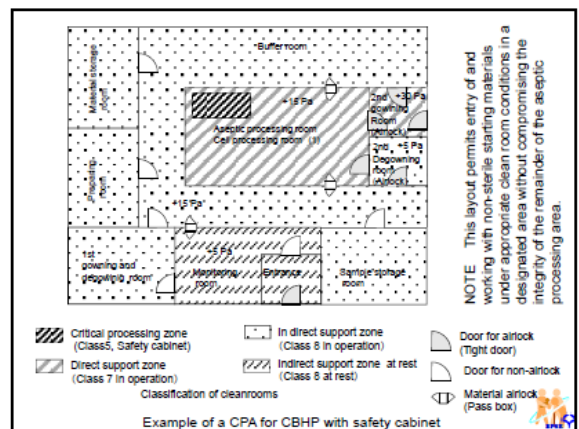 Buffer room
Material storage
room
+15 Pa
2nd
gowning
Room
(Airlock)
+30 Pa
Aseptic processing room
Cell processing room (1)
2nd
Degowning
room
(Airlock)
+5 Pa
Preparing
room
+15 Pa
1st
gowning and
degowing room
+5 Pa
Monitoring
room
Entrance
Sample storage
room
NOTE This layout permits entry of and
working with non-sterile starting materials
under appropriate clean room conditions in a
designated area without compromising the
integrity of the remainder of the aseptic
processing area.
Critical processing zone
(Class5, Safety cabinet)
Direct support zone
(Class 7 in operation)
In direct support zone
(Class 8 in operation)
Indirect support zone at rest
(Class 8 at rest)
Door for airlock
(Tight door)
Door for non-airlock
Material airlock
(Pass box)
Classification of cleanrooms
Example of a CPA for CBHP with safety cabinet